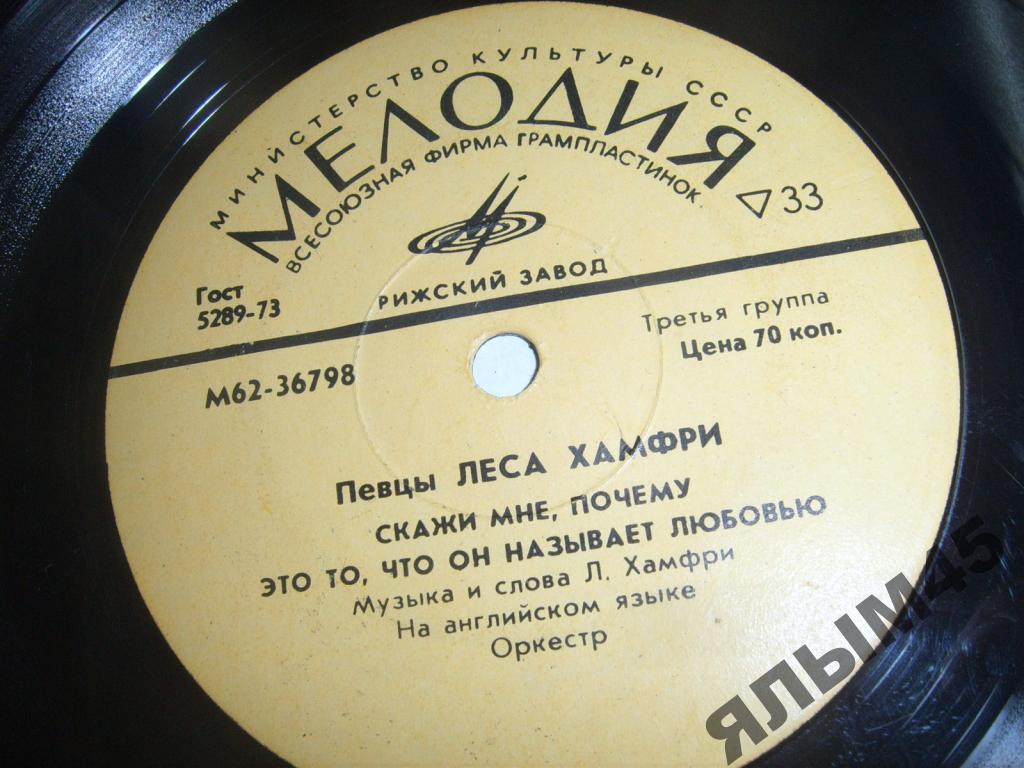 МИНИСТЕРСТВО КУЛЬТУРЫ СССР
МЕЛОДИЯ
ВСЕСОЮЗНАЯ ФИРМА ГРАМПЛАСТИНОК
33
РИЖСКИЙ ЗАВОД
Гост
5289-73
Третья группа
Цена 70 коп.
М62-36798
Певцы ЛЕСА ХАМФРИ
СКАЖИ МНЕ, ПОЧЕМУ
ЭТО ТО, ЧТО ОН НАЗЫВАЕТ ЛЮБОВЬЮ
Музыка и слова Л. Хамфри
На английском языке
Оркестр
ЯЛЫМ45